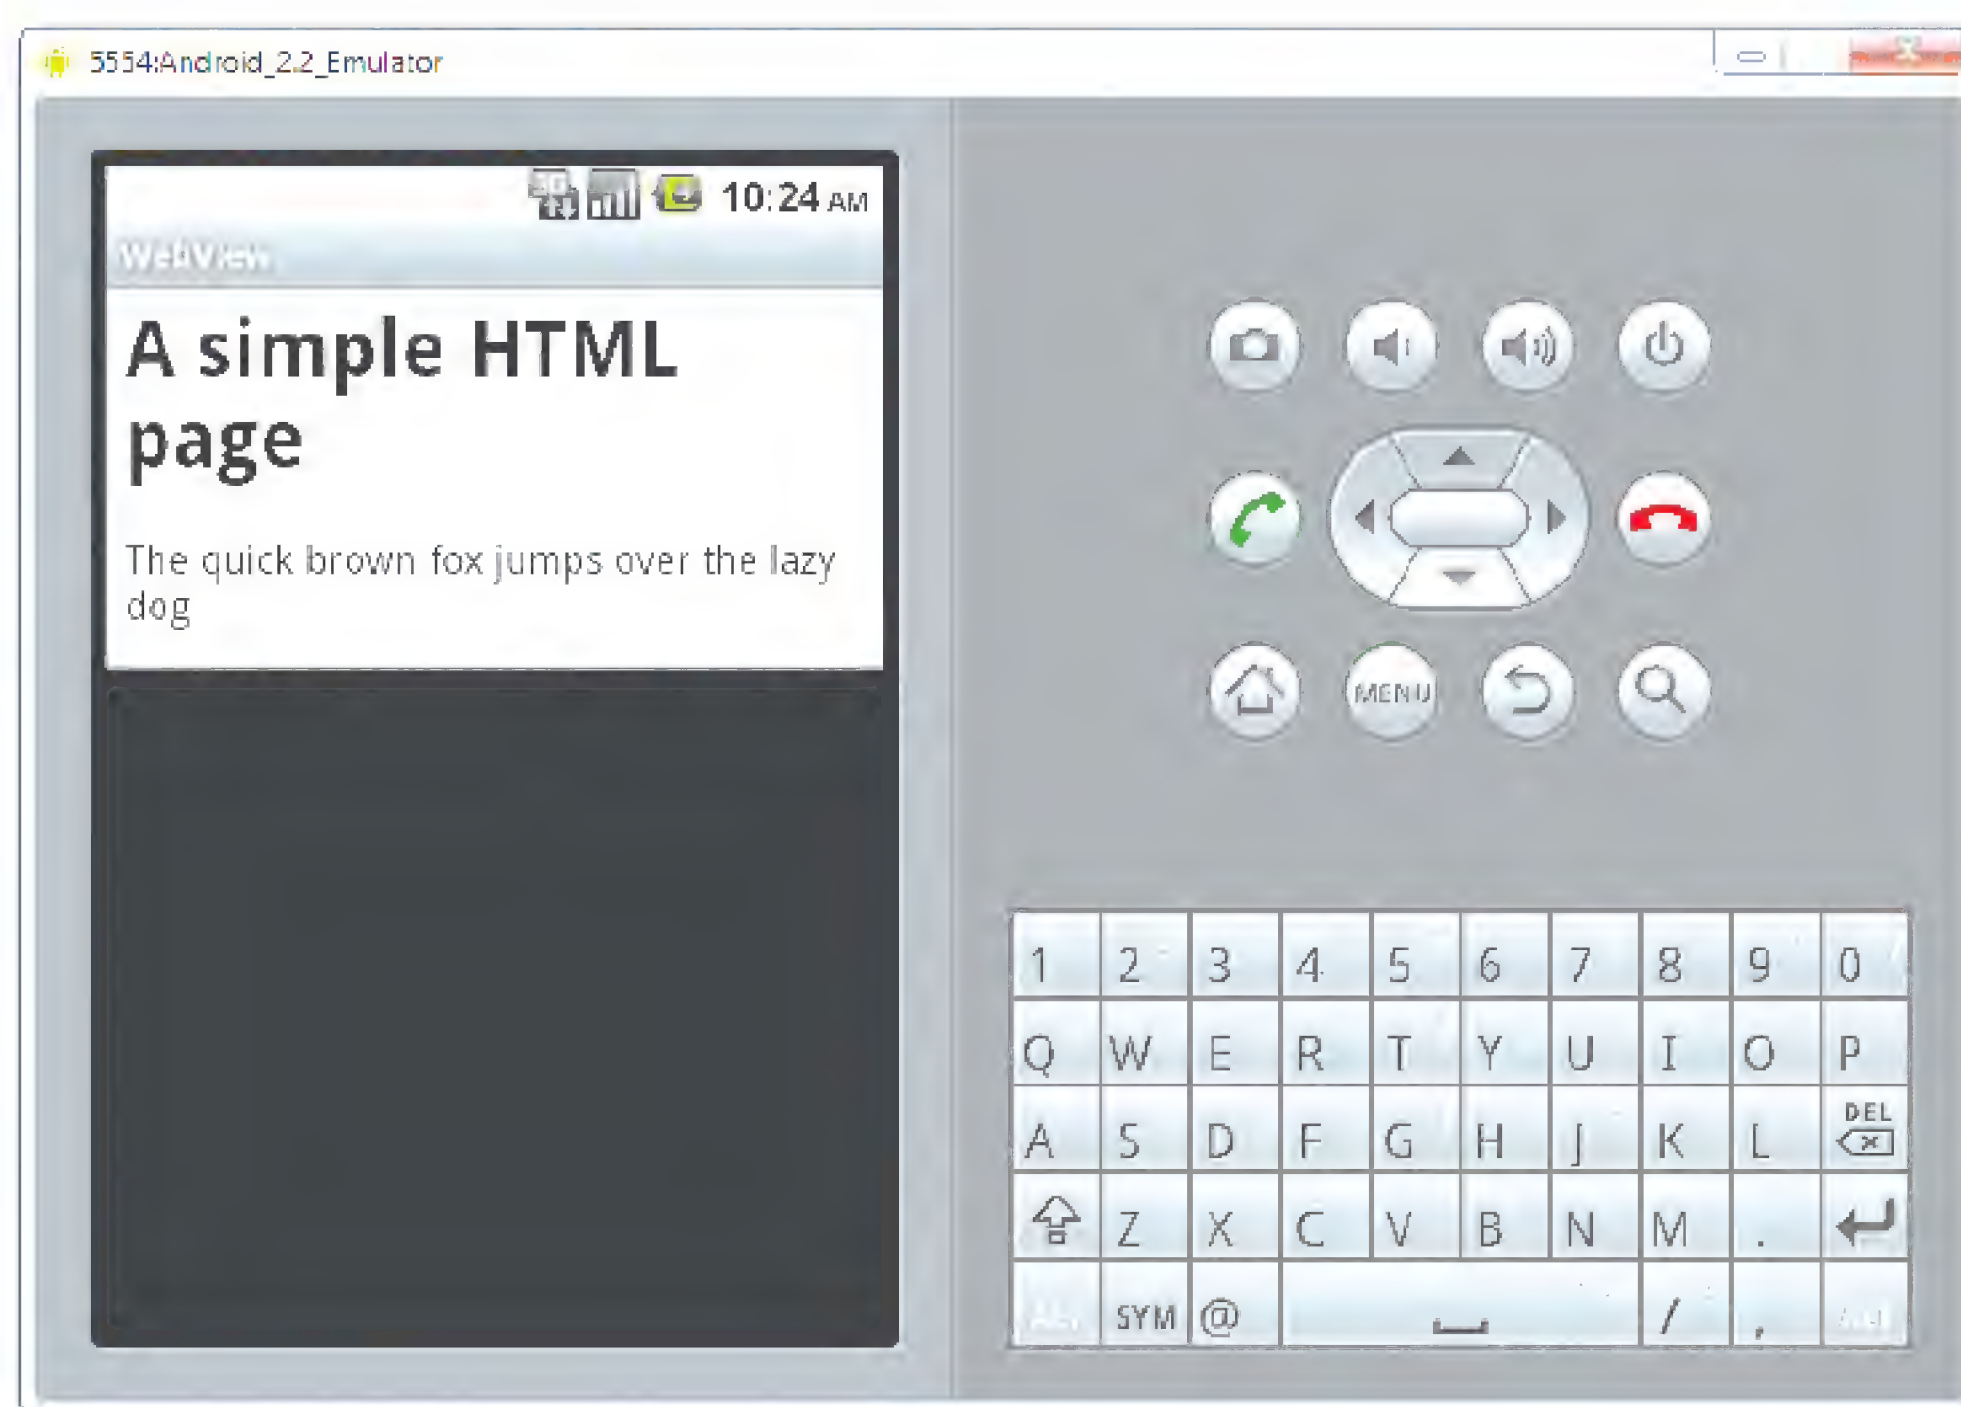 5554:Android_2.2_Emulator
3G 10:24 AM
WebView
A simple HTML
page
The quick brown fox jumps over the lazy
dog
MENU
1 2 3 4 5 6 7 8 9 0
Q W E R T Y U I O P
A S D F G H J K L DEL
Z X C V B N M .
SYM @ / ,